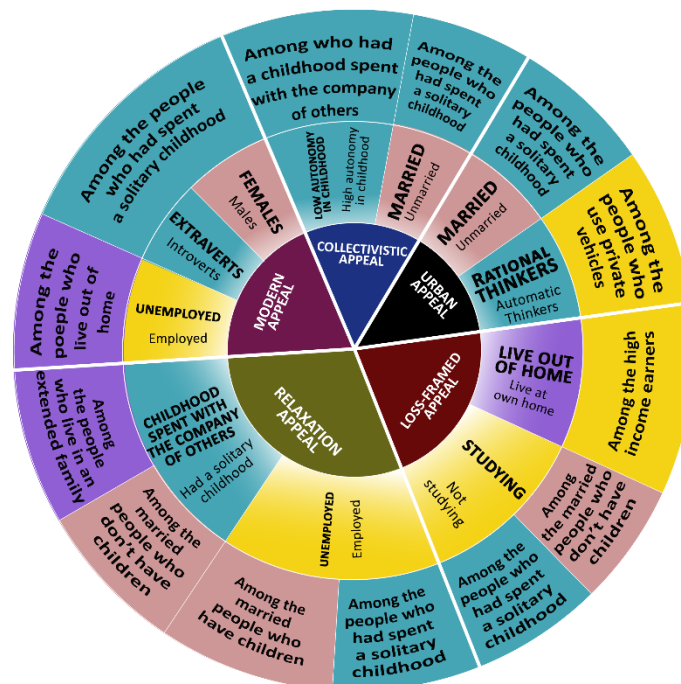 Among who had
a childhood spent
with the company
of others
Among the
people who
had spent
a solitary
childhood
Among the
people who
had spent
a solitary
childhood
Among the
people who
use private
vehicles
Among the high
income earners
Among
the married
people who
don't have
children
Among the
people who
had spent
a solitary
childhood
Among the
people who
had spent
a solitary
childhood
Among the
married
people who
have children
Among the
married
people who
don't have
children
Among
the people
who live in an
extended family
Among the
poeple who
live out of
home
Among the people
who had spent
a solitary childhood
LOW AUTONOMY
IN CHILDHOOD
High autonomy
in childhood
MARRIED
Unmarried
MARRIED
Unmarried
RATIONAL
THINKERS
Automatic
Thinkers
LIVE OUT
OF HOME
Live at
own home
STUDYING
Not
studying
UNEMPLOYED
Employed
CHILDHOOD
SPENT WITH
THE COMPANY
OF OTHERS
Had a solitary
childhood
UNEMPLOYED
Employed
EXTRAVERTS
Introverts
FEMALES
Males
COLLECTIVISTIC
APPEAL
URBAN
APPEAL
LOSS-FRAMED
APPEAL
RELAXATION
APPEAL
MODERN
APPEAL